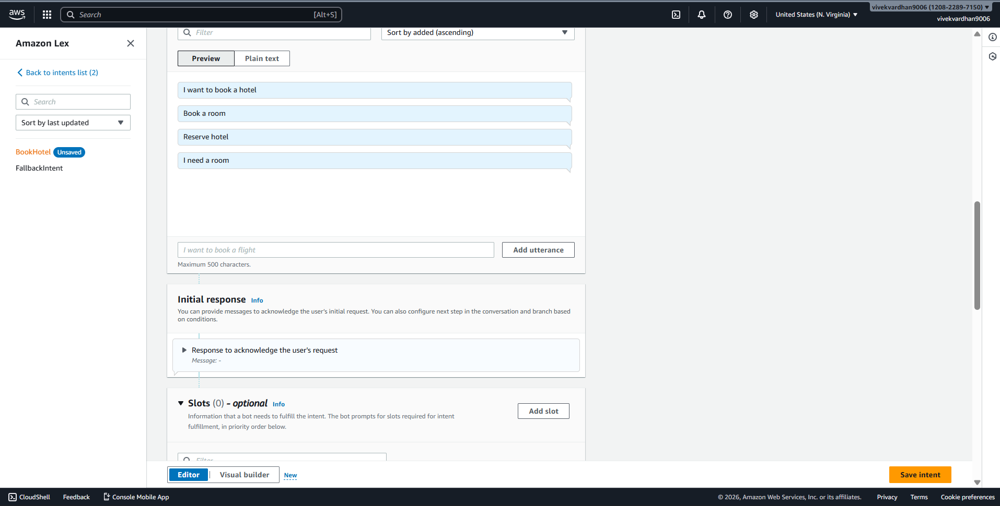 aws
Search
[Alt+S]
United States (N. Virginia)
vivekvardhan9006 (1208-2289-7150)
vivekvardhan9006
Amazon Lex
Back to intents list (2)
Search
Sort by last updated
BookHotel Unsaved
FallbackIntent
Filter
Sort by added (ascending)
Preview
Plain text
I want to book a hotel
Book a room
Reserve hotel
I need a room
I want to book a flight
Add utterance
Maximum 500 characters.
Initial response Info
You can provide messages to acknowledge the user's initial request. You can also configure next step in the conversation and branch based
on conditions.
Response to acknowledge the user's request
Message: -
Slots (0) - optional Info
Add slot
Information that a bot needs to fulfill the intent. The bot prompts for slots required for intent
fulfillment, in priority order below.
Filter
Editor
Visual builder
New
Save intent
CloudShell
Feedback
Console Mobile App
© 2026, Amazon Web Services, Inc. or its affiliates.
Privacy
Terms
Cookie preferences